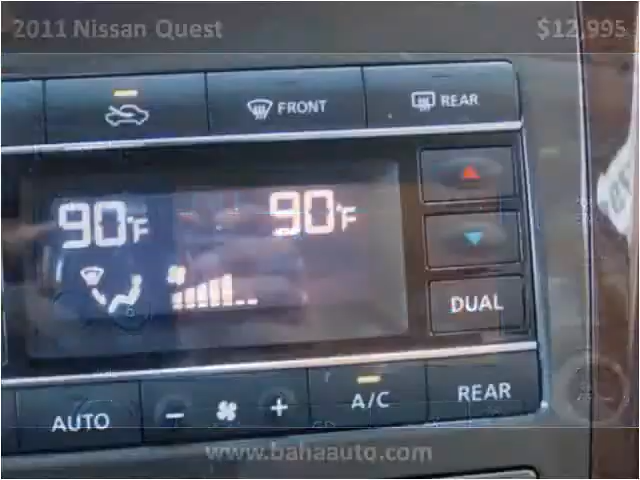 2011 Nissan Quest $12,995
FRONT REAR
90°F 90°F
DUAL
AUTO - + A/C REAR
www.bahaauto.com